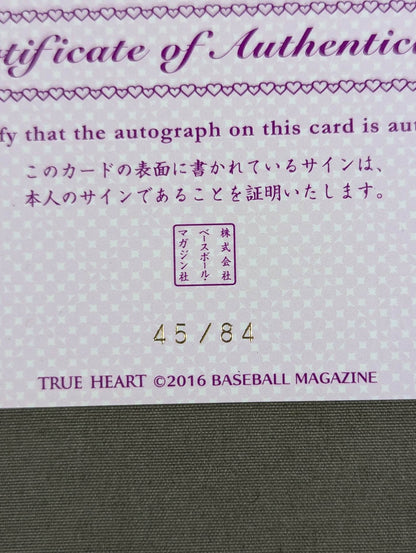 rtificate of Authentica
fy that the autograph on this card is aut
このカードの表面に書かれているサインは、
本人のサインであることを証明いたします。
株式会社
ベースボール・
マガジン社
45/84
TRUE HEART ©2016 BASEBALL MAGAZINE